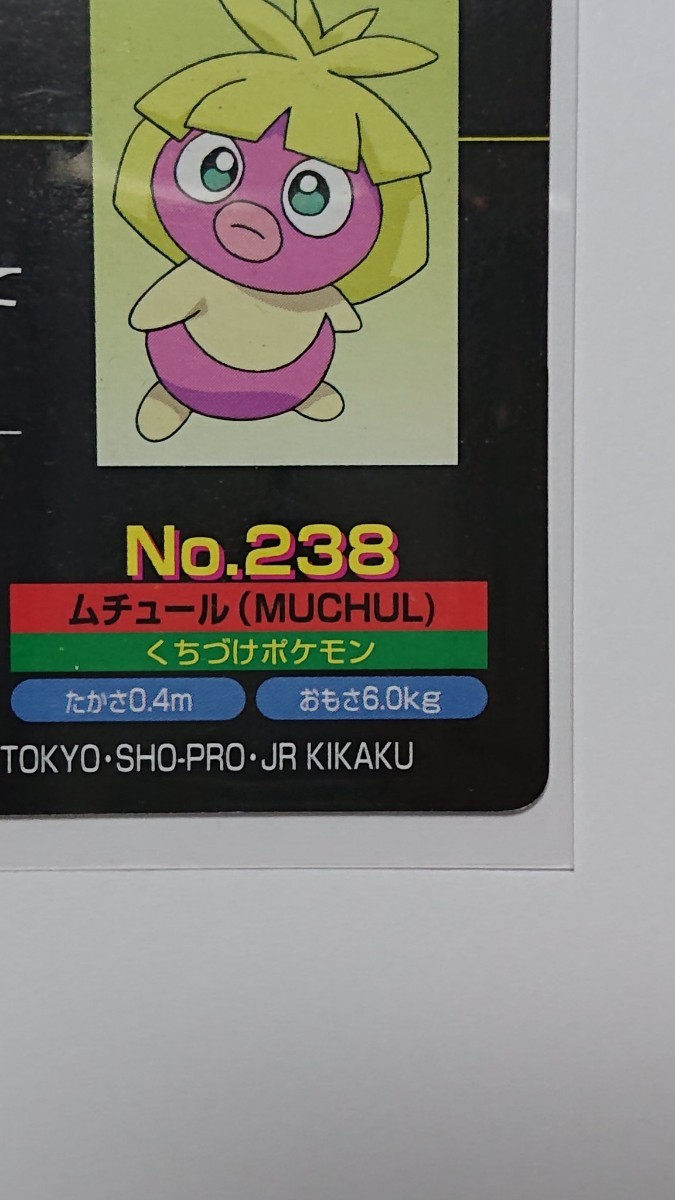 No.238
ムチュール(MUCHUL)
くちづけポケモン
たかさ0.4m おもさ6.0kg
TOKYO・SHO-PRO・JR KIKAKU